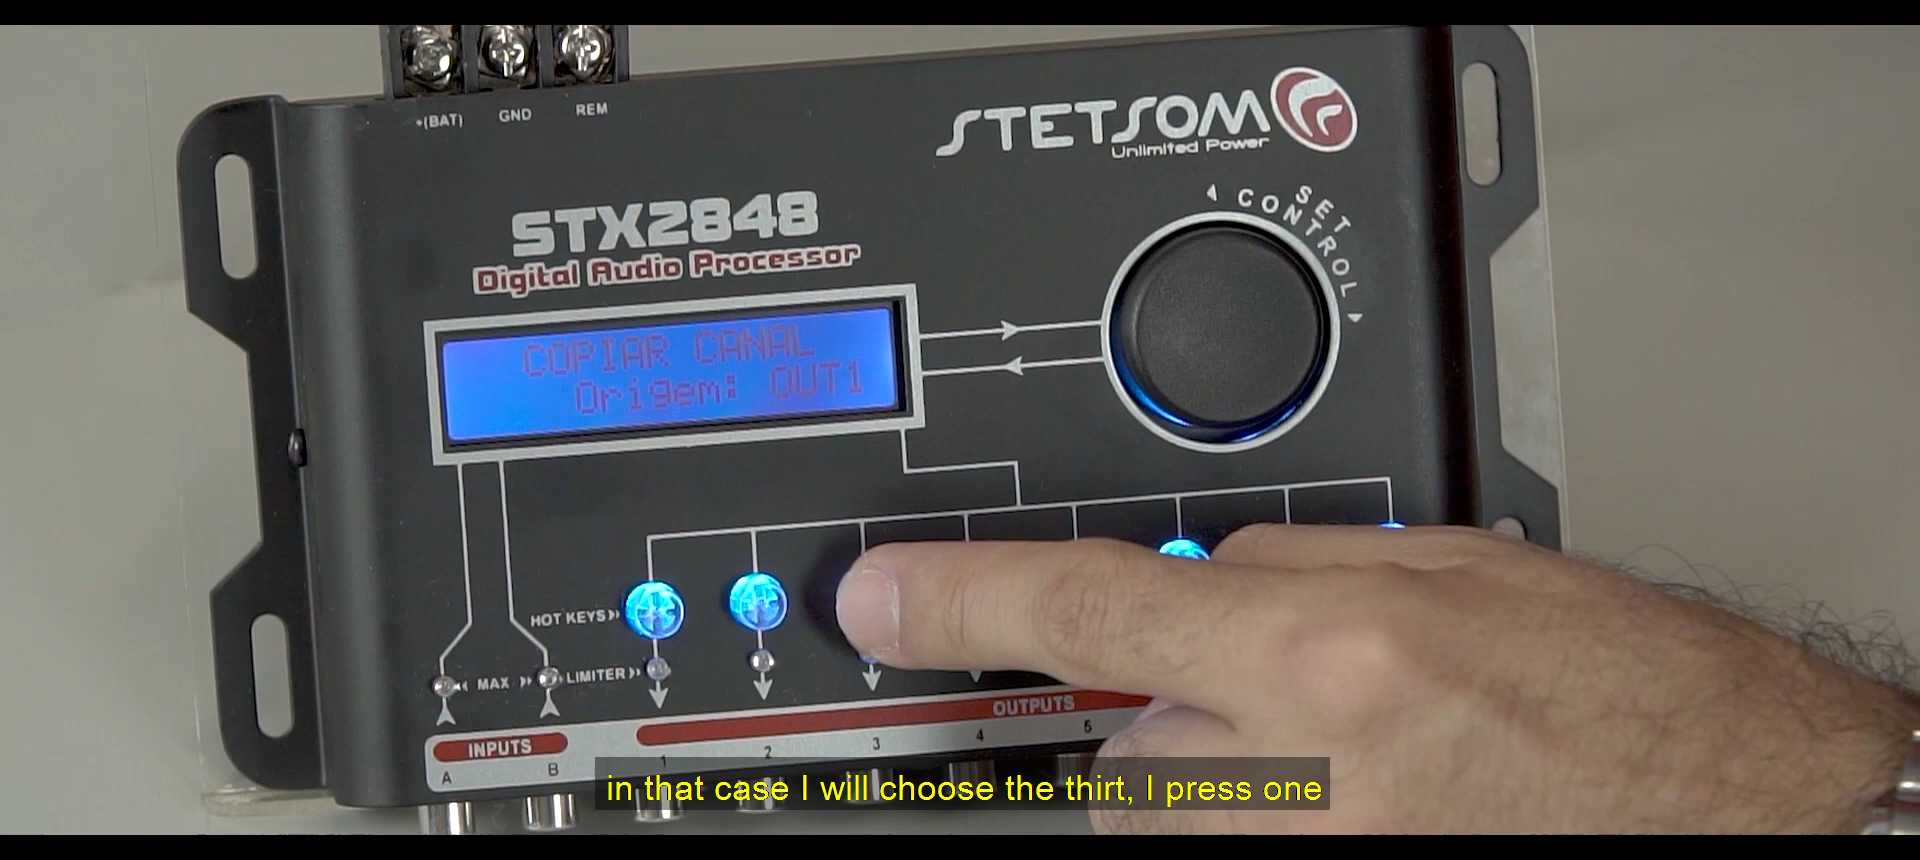 +(BAT) GND REM
STETSOM
Unlimited Power
SET
CONTROL
STX2848
Digital Audio Processor
COPIAR CANAL
Origem: OUT1
HOT KEYS
MAX LIMITER
OUTPUTS
INPUTS
A B 1 2 3 4 5
in that case I will choose the thirt, I press one